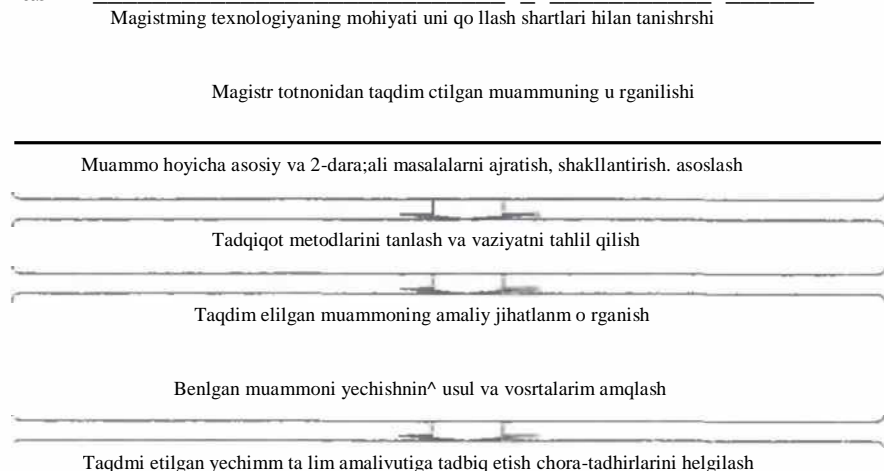 Magistming texnologiyaning mohiyati uni qo llash shartlari hilan tanishrshi
Magistr totnonidan taqdim ctilgan muammuning u rganilishi
Muammo hoyicha asosiy va 2-dara;ali masalalarni ajratish, shakllantirish. asoslash
Tadqiqot metodlarini tanlash va vaziyatni tahlil qilish
Taqdim elilgan muammoning amaliy jihatlanm o rganish
Benlgan muammoni yechishnin^ usul va vosrtalarim amqlash
Taqdmi etilgan yechimm ta lim amalivutiga tadbiq etish chora-tadhirlarini helgilash